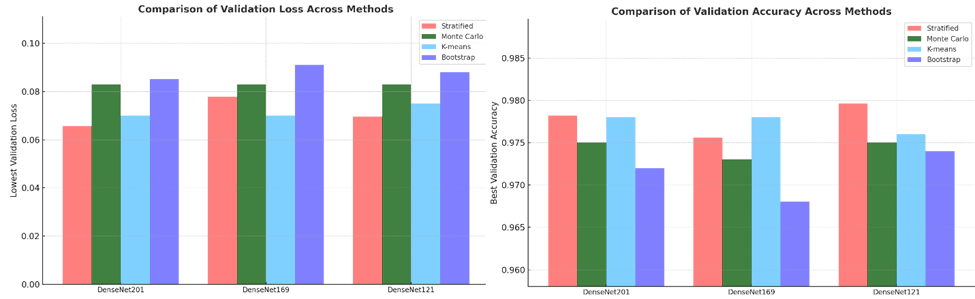 Comparison of Validation Loss Across Methods
Stratified
Monte Carlo
K-means
Bootstrap
0.10
0.08
0.06
0.04
0.02
0.00
Lowest Validation Loss
DenseNet201
DenseNet169
DenseNet121
Comparison of Validation Accuracy Across Methods
Stratified
Monte Carlo
K-means
Bootstrap
0.985
0.980
0.975
0.970
0.965
0.960
Best Validation Accuracy
DenseNet201
DenseNet169
DenseNet121